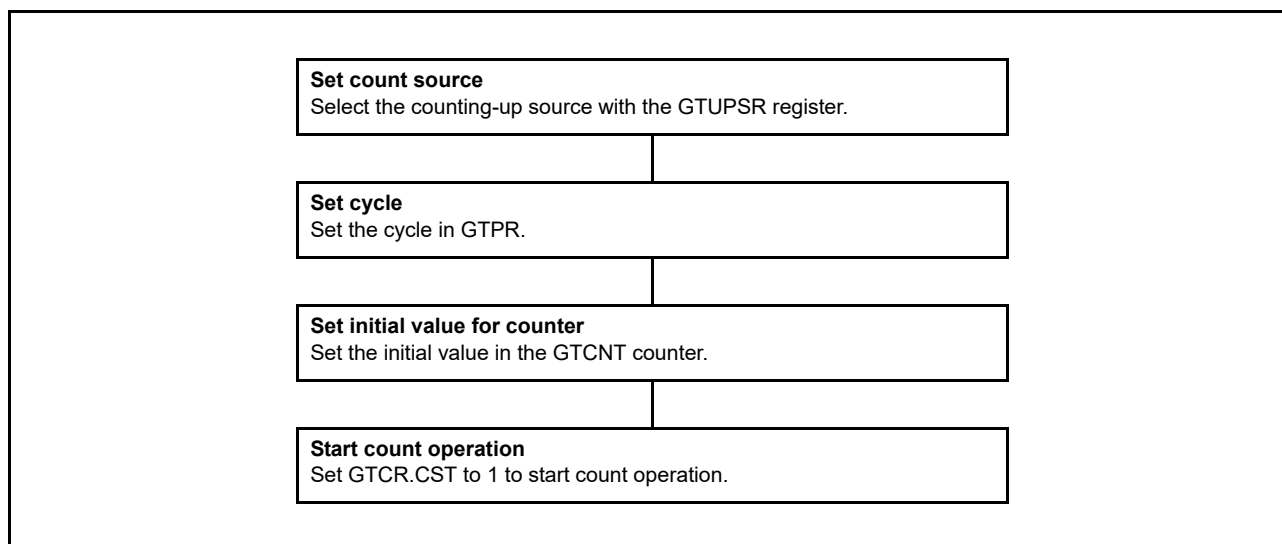 Set count source
Select the counting-up source with the GTUPSR register.
Set cycle
Set the cycle in GTPR.
Set initial value for counter
Set the initial value in the GTCNT counter.
Start count operation
Set GTCR.CST to 1 to start count operation.